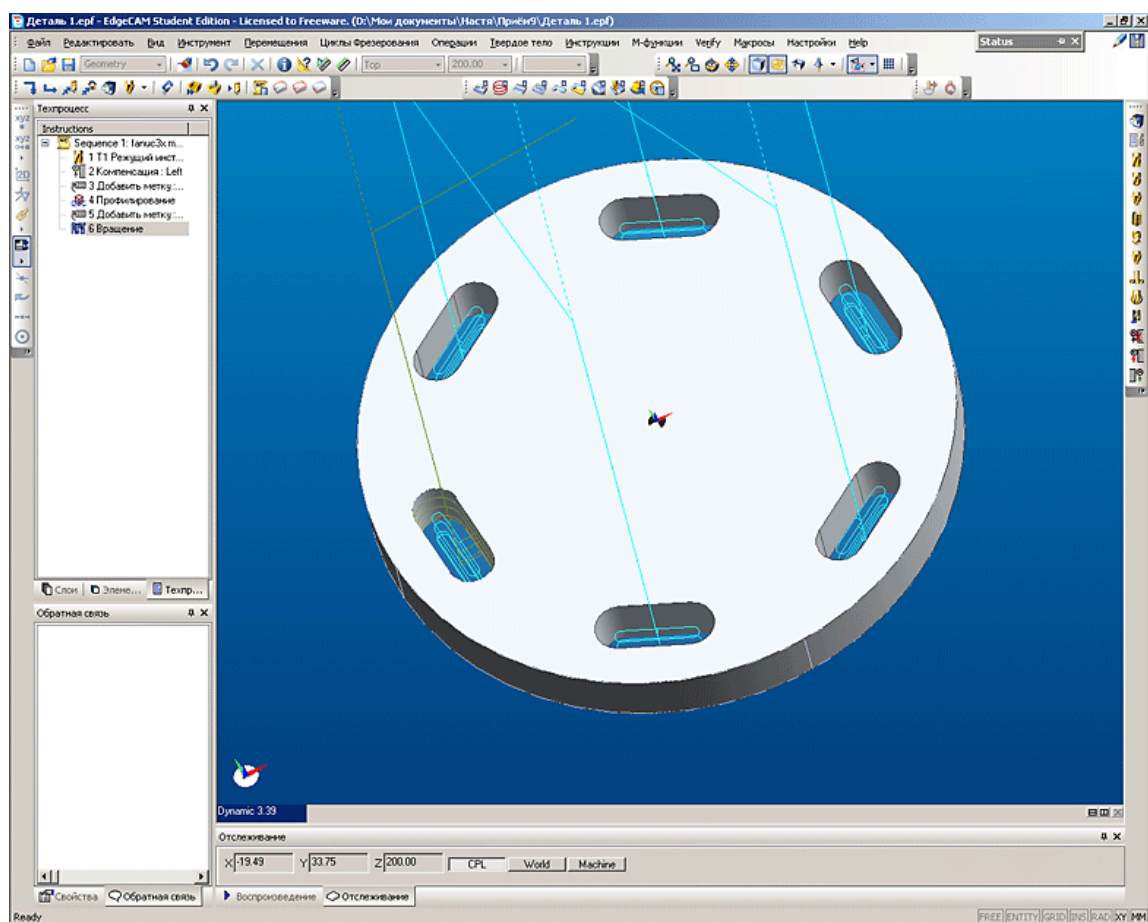 Деталь 1.epf - EdgeCAM Student Edition - Licensed to Freeware. (D:\Мои документы\Настя\Приём9\Деталь 1.epf)
Файл Редактировать Вид Инструмент Перемещения Циклы Фрезерования Операции Твердое тело Инструкции М-функции Verify Макросы Настройки Help
Status
Geometry Top 200.00
Техпроцесс
Instructions
Sequence 1: fanuc3x.m...
1 T1 Режущий инст...
2 Компенсация : Left
3 Добавить метку :...
4 Профилирование
5 Добавить метку :...
6 Вращение
Слои Элеме... Техпр...
Обратная связь
Dynamic 3.39
Отслеживание
X -19.49 Y 33.75 Z 200.00 CPL World Machine
Свойства Обратная связь Воспроизведение Отслеживание
Ready FREE ENTITY GRID INS RAD XY MM